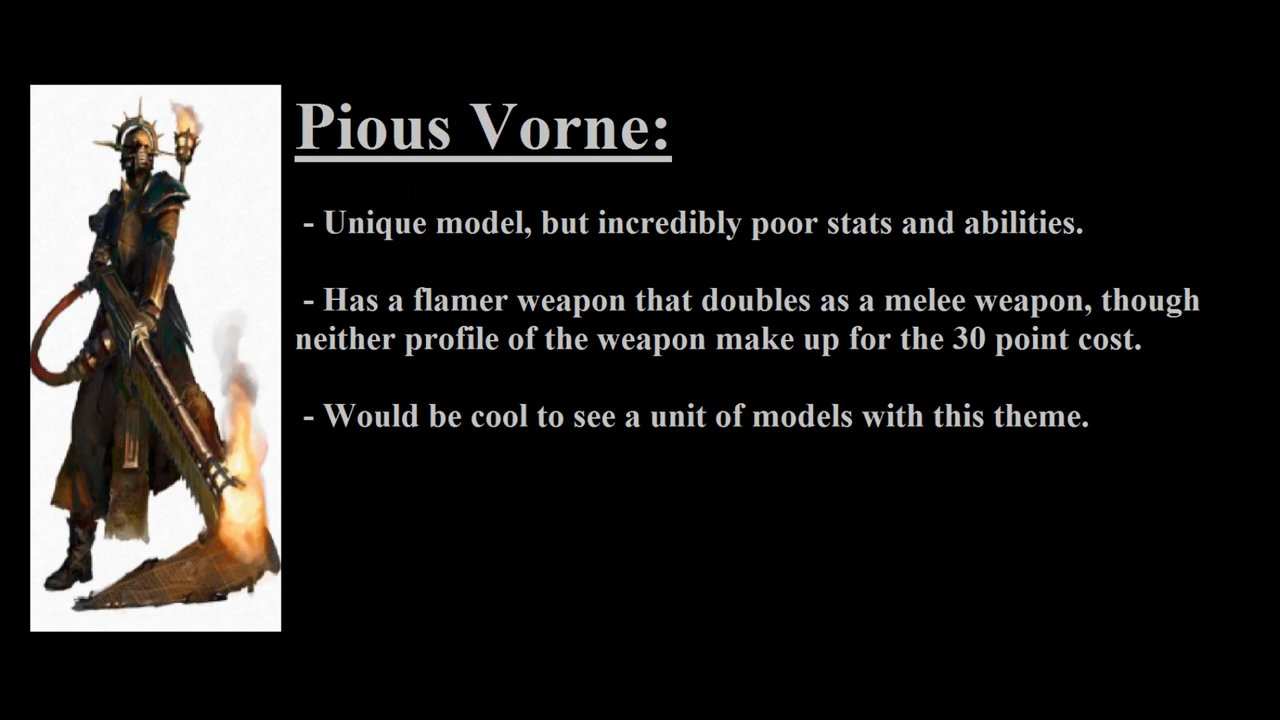 Pious Vorne:
- Unique model, but incredibly poor stats and abilities.
- Has a flamer weapon that doubles as a melee weapon, though
neither profile of the weapon make up for the 30 point cost.
- Would be cool to see a unit of models with this theme.